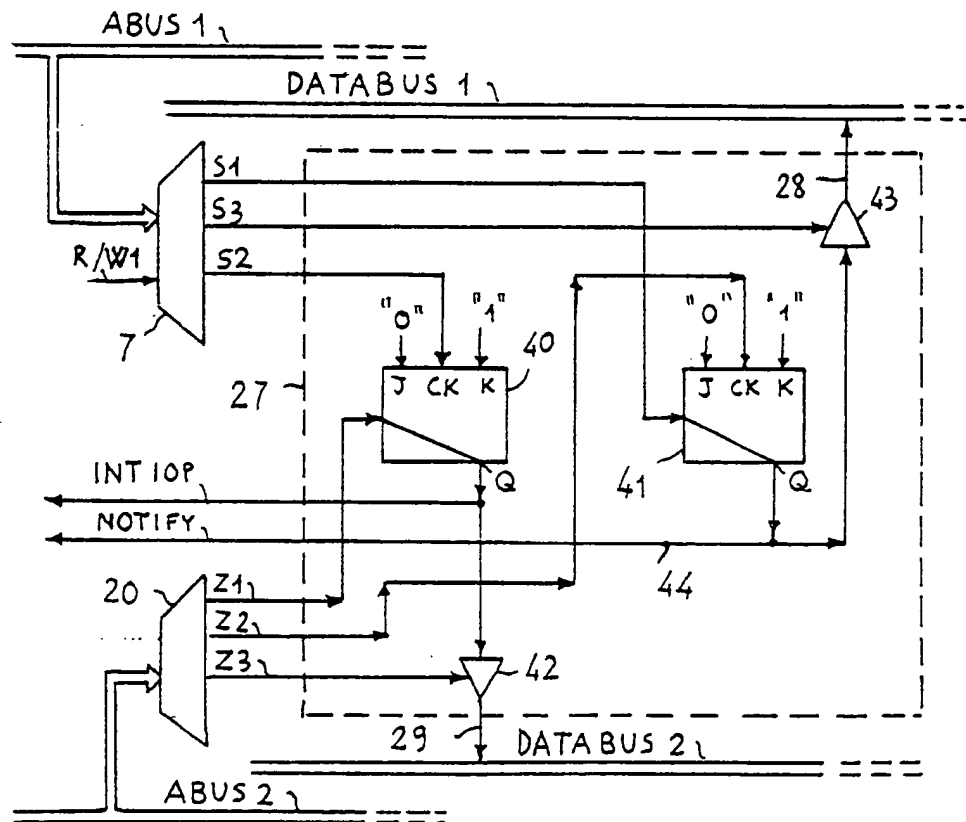 ABUS 1
DATABUS 1
S1
28
43
S3
R/W1
S2
"0" "1"
"0" "1"
7
J CK K
40
J CK K
27
Q
41
Q
INT IOP
NOTIFY
44
20
Z1
Z2
Z3
42
29
DATABUS 2
ABUS 2